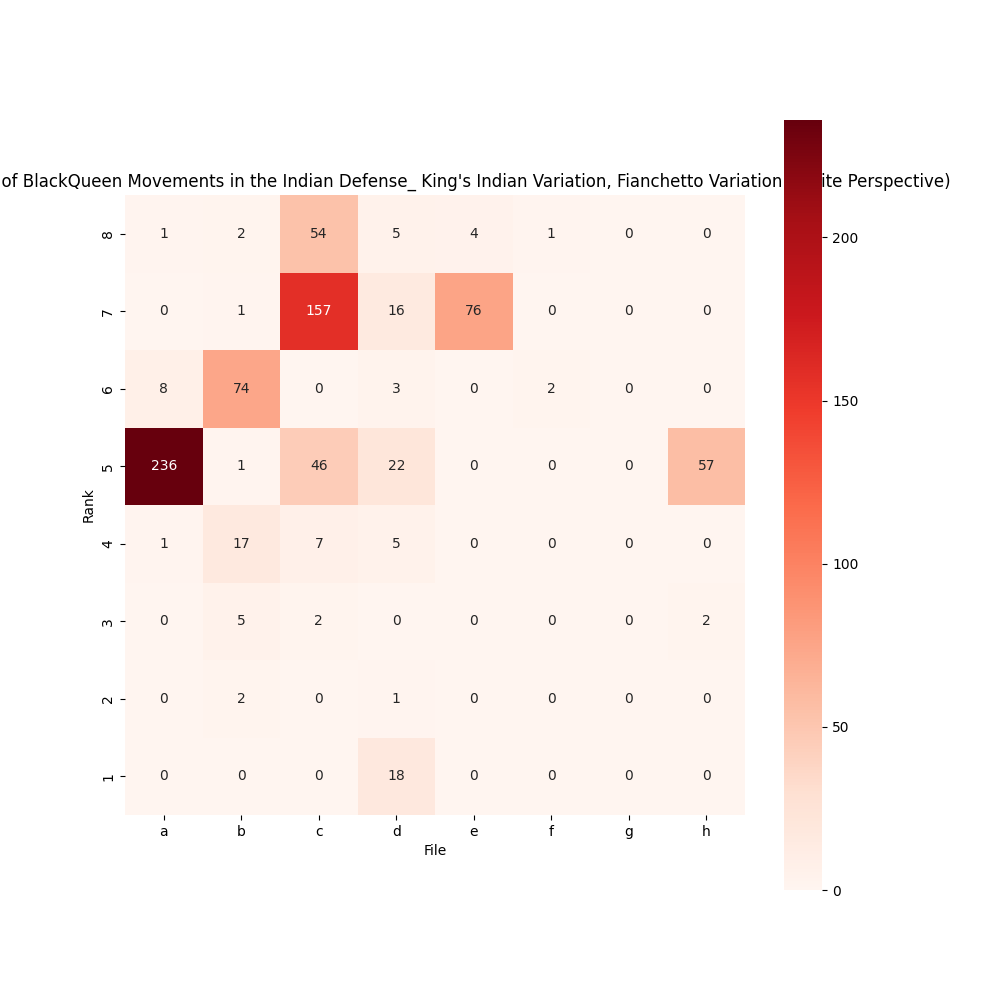 of BlackQueen Movements in the Indian Defense_ King's Indian Variation, Fianchetto Variation ite Perspective)
8 1 2 54 5 4 1 0 0
7 0 1 157 16 76 0 0 0
6 8 74 0 3 0 2 0 0
5 236 1 46 22 0 0 0 57
4 1 17 7 5 0 0 0 0
3 0 5 2 0 0 0 0 2
2 0 2 0 1 0 0 0 0
1 0 0 0 18 0 0 0 0
a b c d e f g h
File
Rank
200
150
100
50
0